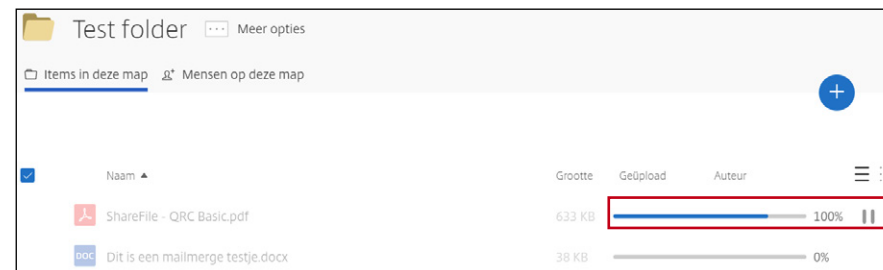 Test folder ··· Meer opties
Items in deze map Mensen op deze map
Naam Grootte Geüpload Auteur
ShareFile - QRC Basic.pdf 633 KB 100%
DOC Dit is een mailmerge testje.docx 38 KB 0%